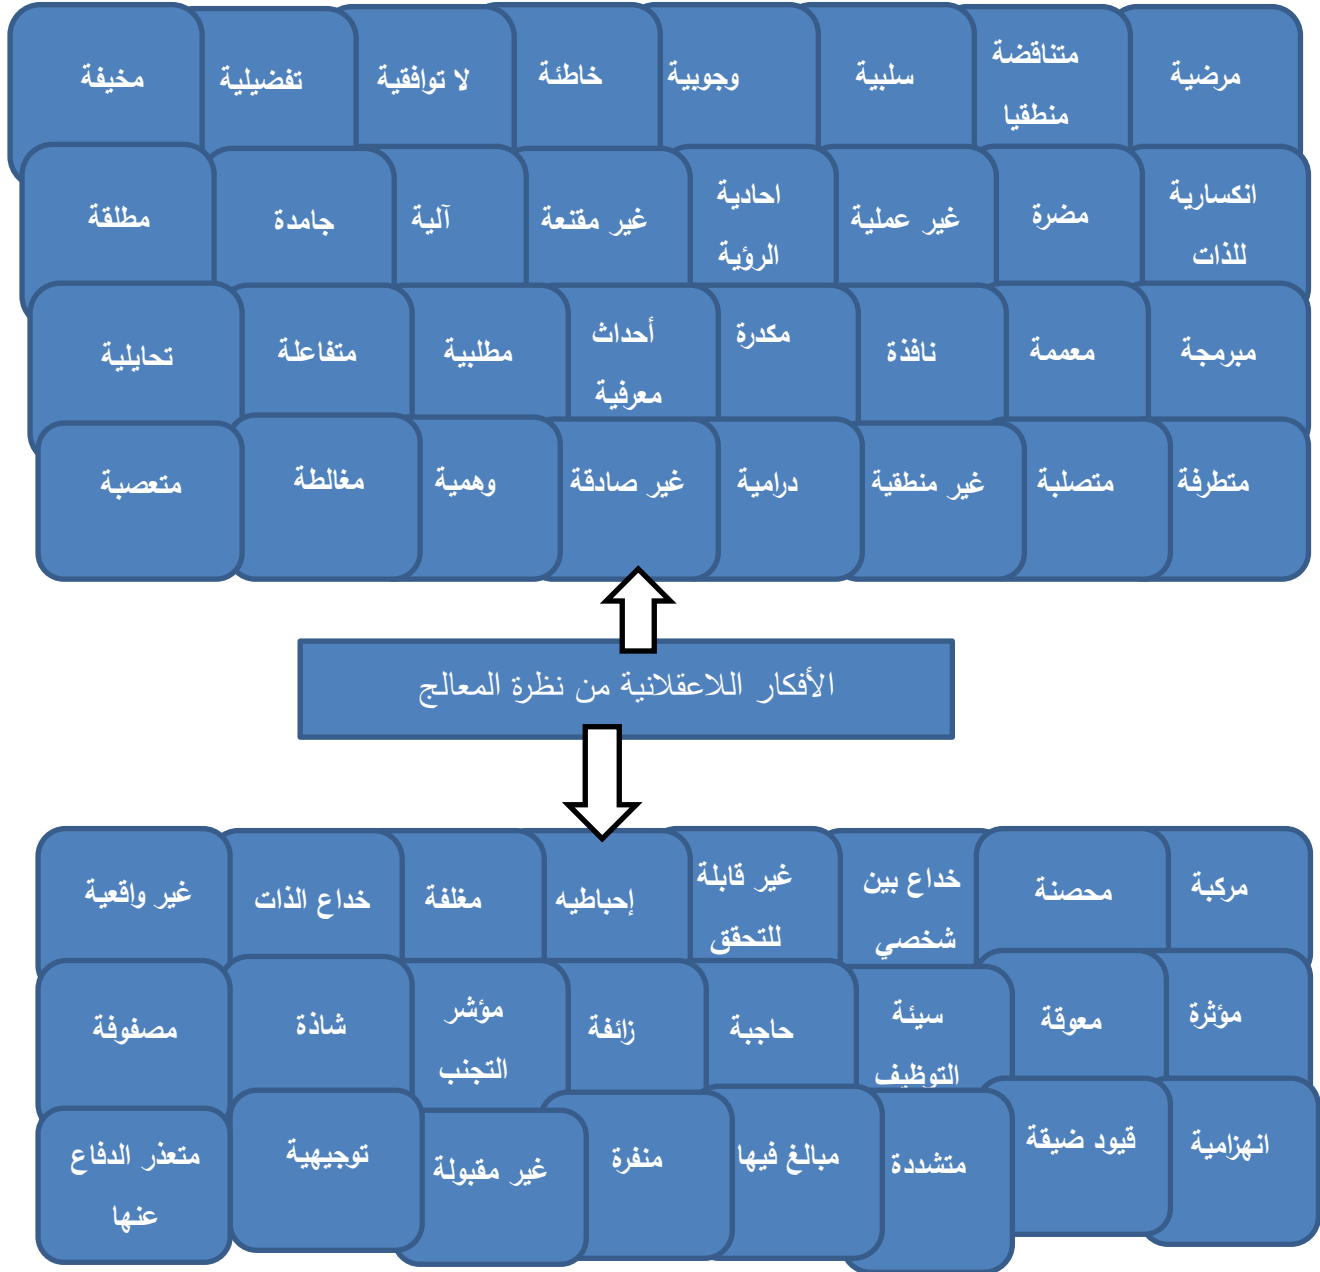 مرضية
متناقضة
منطقيا
سلبية
وجوبية
خاطئة
لا توافقية
تفضيلية
مخيفة
انكسارية
للذات
مضرة
غير عملية
احادية
الرؤية
غير مقتعة
آلية
جامدة
مطلقة
مبرمجة
معممة
نافذة
مكدرة
أحداث
معرفية
مطلبية
متفاعلة
تحايلية
متطرفة
متصلبة
غير منطقية
درامية
غير صادقة
وهمية
مغالطة
متعصبة
الأفكار اللاعقلانية من نظرة المعالج
مركبة
محصنة
خداع بين
شخصي
غير قابلة
للتحقق
إحباطيه
مغلفة
خداع الذات
غير واقعية
مؤثرة
معوقة
سيئة
التوظيف
حاجبة
زائفة
مؤشر
التجنب
شاذة
مصفوفة
انهزامية
قيود ضيقة
متشددة
مبالغ فيها
منفرة
غير مقبولة
توجيهية
متعذر الدفاع
عنها